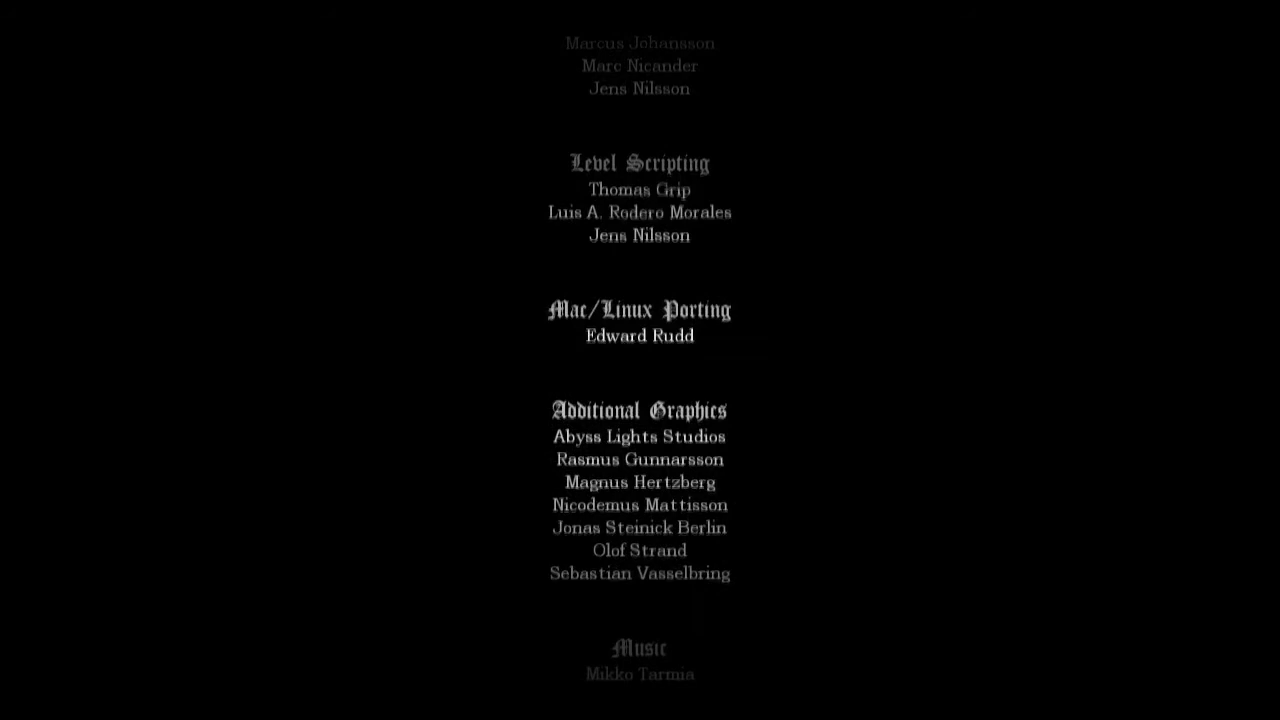 Marcus Johansson
Marc Nicander
Jens Nilsson
Level Scripting
Thomas Grip
Luis A. Rodero Morales
Jens Nilsson
Mac/Linux Porting
Edward Rudd
Additional Graphics
Abyss Lights Studios
Rasmus Gunnarsson
Magnus Hertzberg
Nicodemus Mattisson
Jonas Steinick Berlin
Olof Strand
Sebastian Vasselbring
Music
Mikko Tarmia